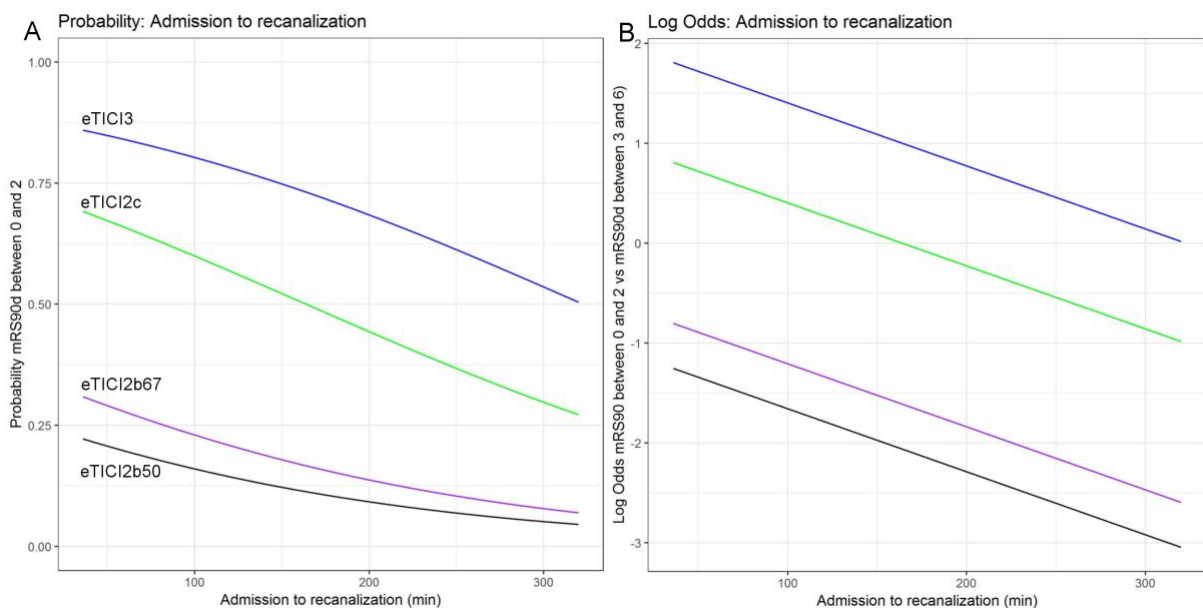 A
Probability: Admission to recanalization
1.00
0.75
0.50
0.25
0.00
Probability mRS90d between 0 and 2
eTICI3
eTICI2c
eTICI2b67
eTICI2b50
100
200
300
Admission to recanalization (min)
B
Log Odds: Admission to recanalization
2
1
0
-1
-2
-3
Log Odds mRS90 between 0 and 2 vs mRS90d between 3 and 6)
100
200
300
Admission to recanalization (min)